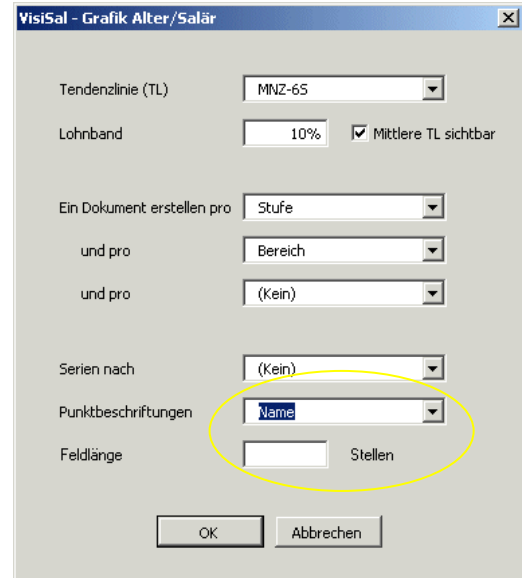 VisiSal - Grafik Alter/Salär
Tendenzlinie (TL) MNZ-6S
Lohnband 10% Mittlere TL sichtbar
Ein Dokument erstellen pro Stufe
und pro Bereich
und pro (Kein)
Serien nach (Kein)
Punktbeschriftungen Name
Feldlänge Stellen
OK Abbrechen